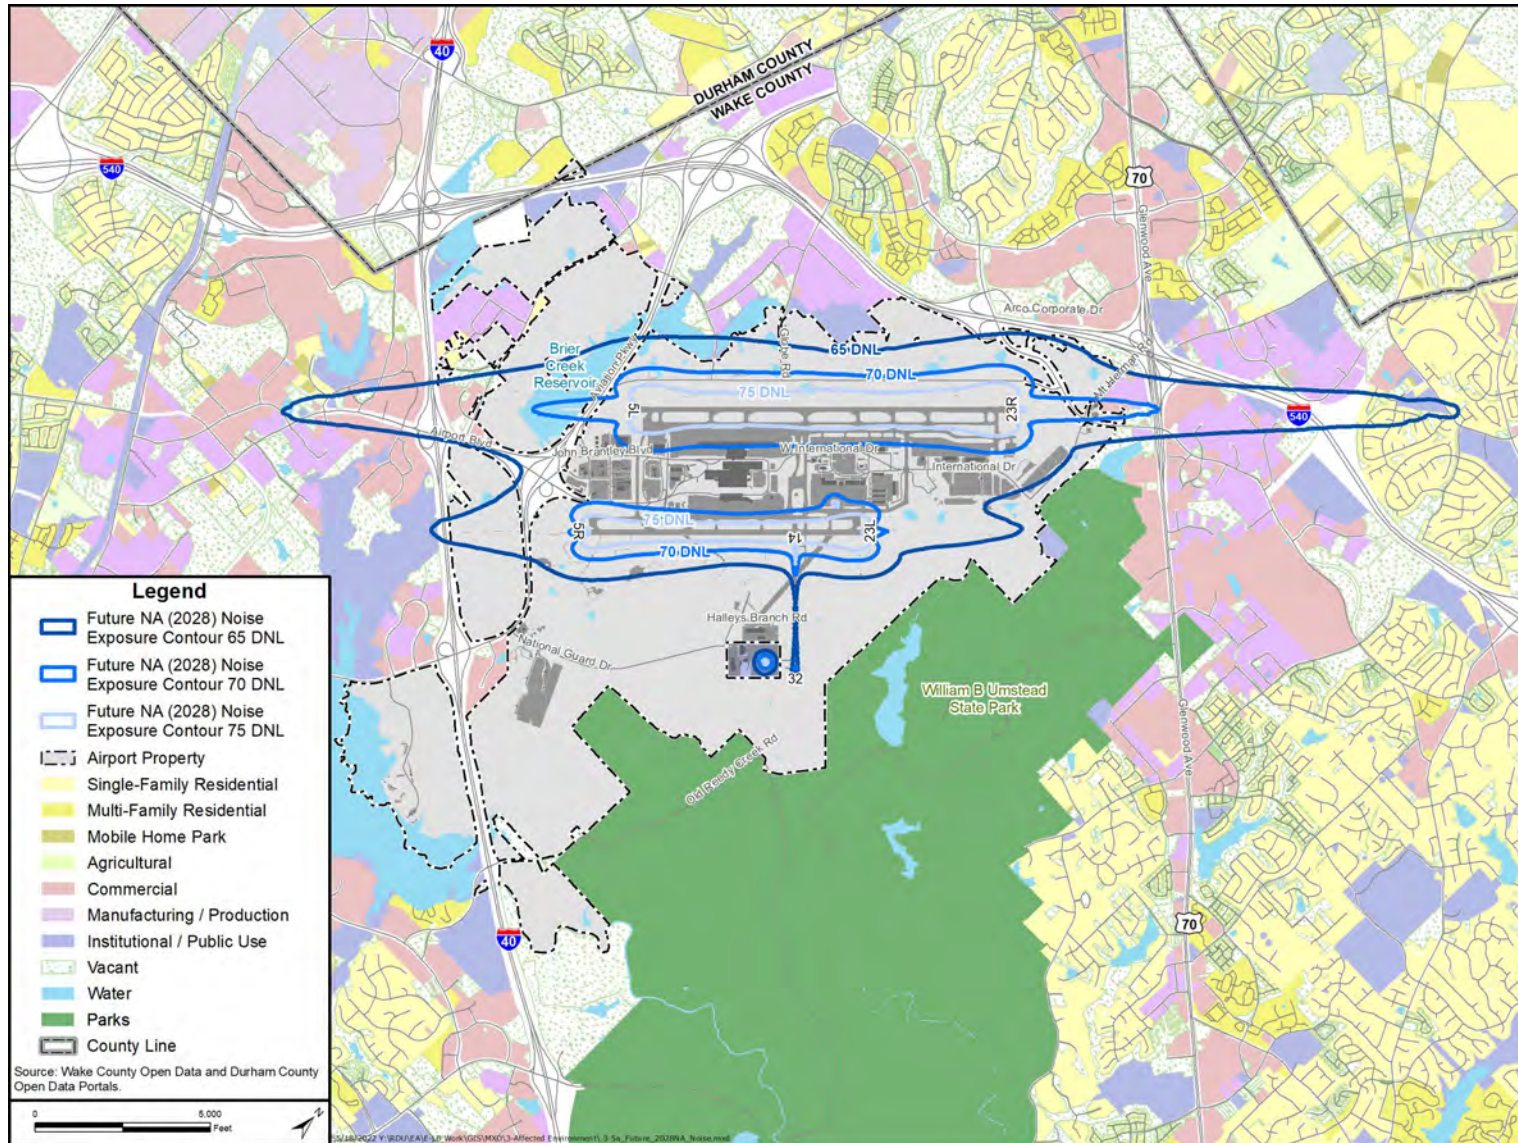 40
DURHAM COUNTY
WAKE COUNTY
540
70
Glenwood Ave
Arco Corporate Dr
65 DNL
Globe Rd
Brier
Creek
Reservoir
Aviation Pkwy
70 DNL
Mt Herman Rd
75 DNL
5L
23R
540
Airport Blvd
John Brantley Blvd
W International Dr
International Dr
75 DNL
5R
14
23L
70 DNL
Halleys Branch Rd
National Guard Dr
32
William B Umstead
State Park
Old Reedy Creek Rd
Glenwood Ave
70
40
Legend
Future NA (2028) Noise
Exposure Contour 65 DNL
Future NA (2028) Noise
Exposure Contour 70 DNL
Future NA (2028) Noise
Exposure Contour 75 DNL
Airport Property
Single-Family Residential
Multi-Family Residential
Mobile Home Park
Agricultural
Commercial
Manufacturing / Production
Institutional / Public Use
Vacant
Water
Parks
County Line
Source: Wake County Open Data and Durham County
Open Data Portals.
0 5,000
Feet
N